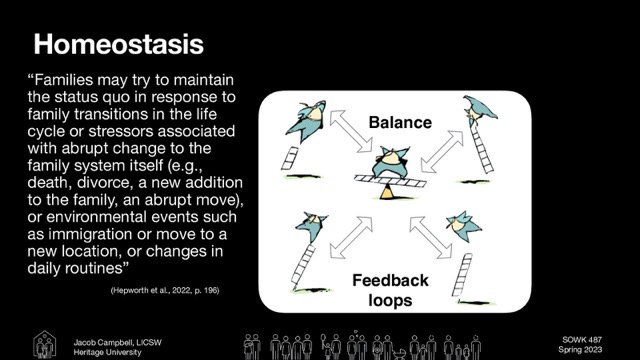 Homeostasis
“Families may try to maintain
the status quo in response to
family transitions in the life
cycle or stressors associated
with abrupt change to the
family system itself (e.g.,
death, divorce, a new addition
to the family, an abrupt move),
or environmental events such
as immigration or move to a
new location, or changes in
daily routines”
(Hepworth et al., 2022, p. 196)
Balance
Feedback
loops
Jacob Campbell, LICSW
Heritage University
SOWK 487
Spring 2023